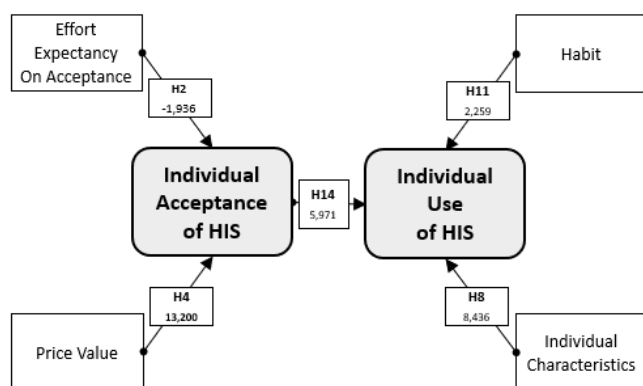 Effort
Expectancy
On Acceptance
Habit
H2
-1,936
H11
2,259
Individual
Acceptance
of HIS
H14
5,971
Individual
Use
of HIS
H4
13,200
H8
8,436
Price Value
Individual
Characteristics